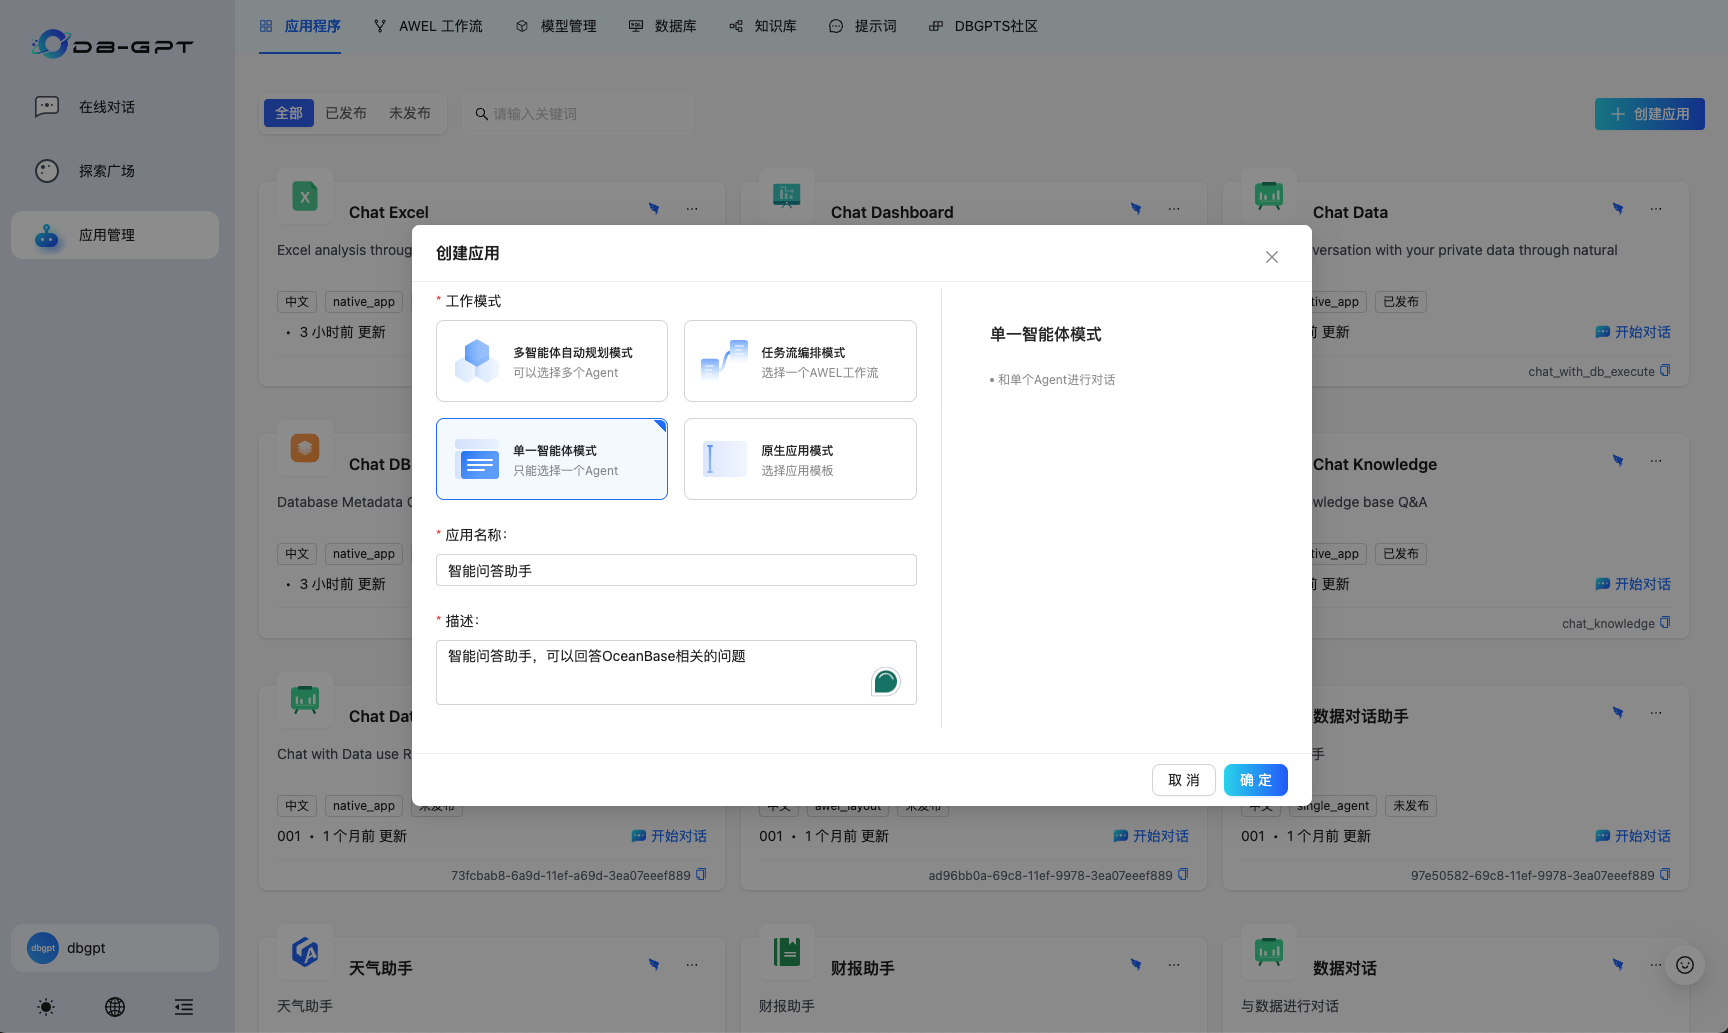 DB-GPT
应用程序
AWEL 工作流
模型管理
数据库
知识库
提示词
DBGPTS社区
在线对话
探索广场
应用管理
全部
已发布
未发布
请输入关键词
创建应用
Chat Excel
Excel analysis throug
中文
native_app
• 3 小时前 更新
Chat Dashboard
Chat Data
versation with your private data through natural
tive_app
已发布
前 更新
开始对话
chat_with_db_execute
创建应用
* 工作模式
多智能体自动规划模式
可以选择多个Agent
任务流编排模式
选择一个AWEL工作流
单一智能体模式
只能选择一个Agent
原生应用模式
选择应用模板
* 应用名称:
智能问答助手
* 描述:
智能问答助手，可以回答OceanBase相关的问题
单一智能体模式
• 和单个Agent进行对话
取 消
确 定
Chat DB
Database Metadata
中文
native_app
• 3 小时前 更新
Chat Knowledge
wledge base Q&A
tive_app
已发布
前 更新
开始对话
chat_knowledge
Chat Dat
Chat with Data use R
中文
native_app
未发布
001 • 1 个月前 更新
开始对话
73fcbab8-6a9d-11ef-a69d-3ea07eeef889
中文
awel_layout
未发布
001 • 1 个月前 更新
开始对话
ad96bb0a-69c8-11ef-9978-3ea07eeef889
数据对话助手
手
中文
single_agent
未发布
001 • 1 个月前 更新
开始对话
97e50582-69c8-11ef-9978-3ea07eeef889
天气助手
天气助手
财报助手
财报助手
数据对话
与数据进行对话
dbgpt
dbgpt